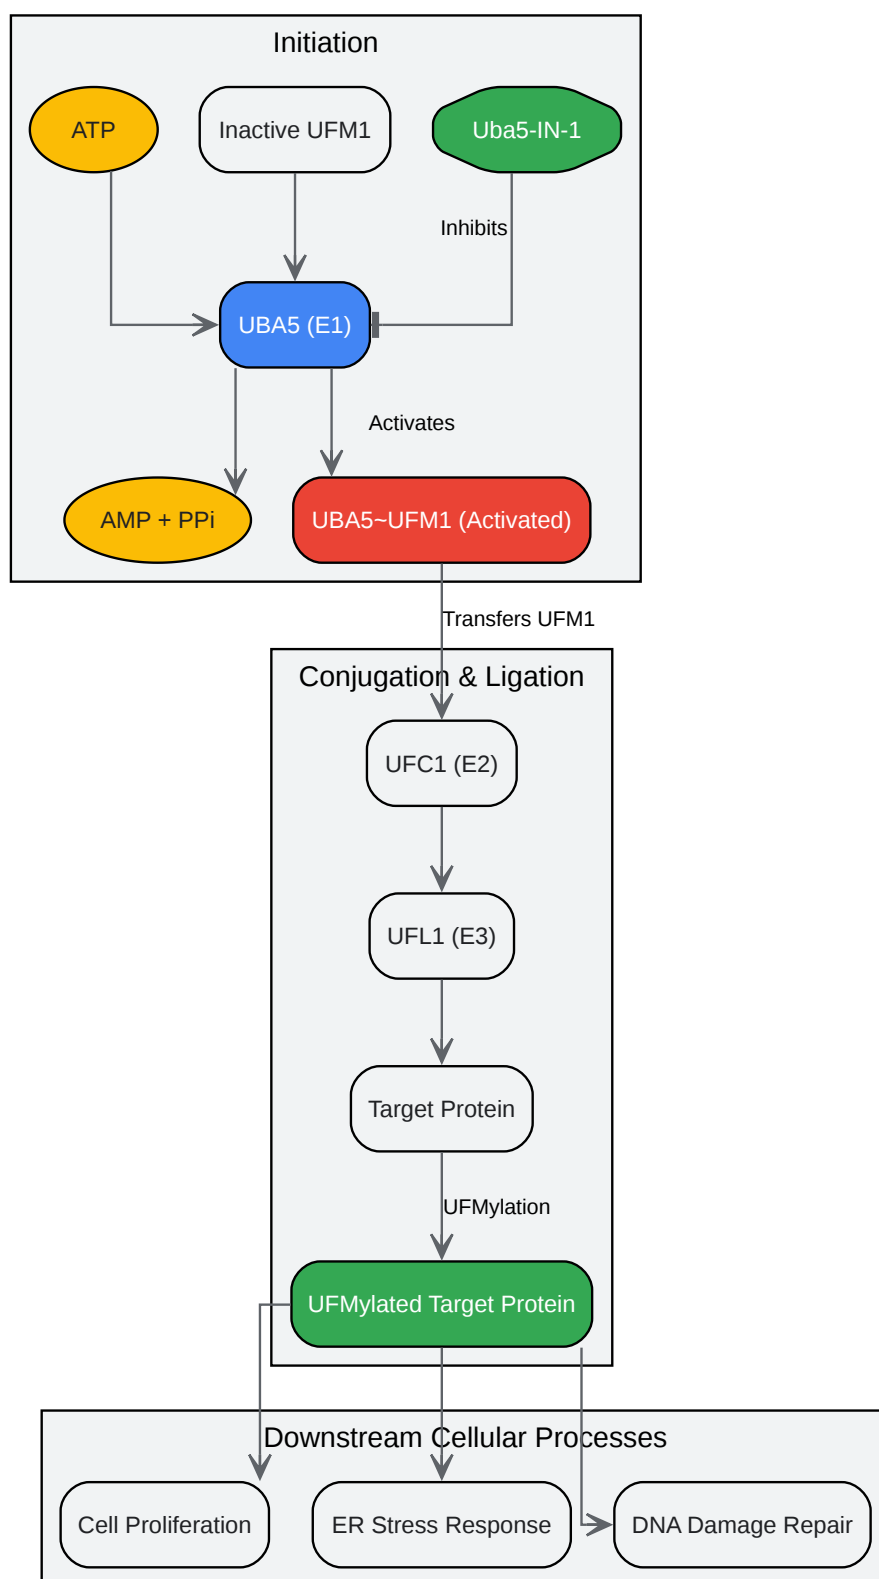 Initiation
ATP
Inactive UFM1
Uba5-IN-1
Inhibits
UBA5 (E1)
Activates
AMP + PPi
UBA5~UFM1 (Activated)
Transfers UFM1
Conjugation & Ligation
UFC1 (E2)
UFL1 (E3)
Target Protein
UFMylation
UFMylated Target Protein
Downstream Cellular Processes
Cell Proliferation
ER Stress Response
DNA Damage Repair